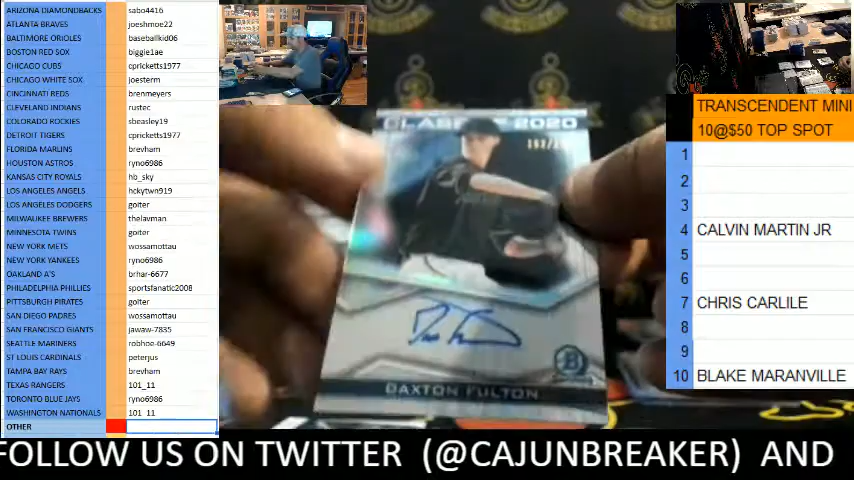 ARIZONA DIAMONDBACKS sabo4416
ATLANTA BRAVES joeshmoe22
BALTIMORE ORIOLES baseballkid06
BOSTON RED SOX biggie1ae
CHICAGO CUBS cpricketts1977
CHICAGO WHITE SOX joesterm
CINCINNATI REDS brenmeyers
CLEVELAND INDIANS rustec
COLORADO ROCKIES sbeasley19
DETROIT TIGERS cpricketts1977
FLORIDA MARLINS brevham
HOUSTON ASTROS ryno6986
KANSAS CITY ROYALS hb_sky
LOS ANGELES ANGELS hckytwn919
LOS ANGELES DODGERS golter
MILWAUKEE BREWERS thelavman
MINNESOTA TWINS golter
NEW YORK METS wossamottau
NEW YORK YANKEES ryno6986
OAKLAND A'S brhar-6677
PHILADELPHIA PHILLIES sportsfanatic2008
PITTSBURGH PIRATES golter
SAN DIEGO PADRES wossamottau
SAN FRANCISCO GIANTS jawaw-7835
SEATTLE MARINERS robhoe-6649
ST LOUIS CARDINALS peterjus
TAMPA BAY RAYS brevham
TEXAS RANGERS 101_11
TORONTO BLUE JAYS ryno6986
WASHINGTON NATIONALS 101_11
OTHER
2020
DAXTON FULTON
TRANSCENDENT MINI
10@$50 TOP SPOT
1
2
3
4 CALVIN MARTIN JR
5
6
7 CHRIS CARLILE
8
9
10 BLAKE MARANVILLE
FOLLOW US ON TWITTER (@CAJUNBREAKER) AND